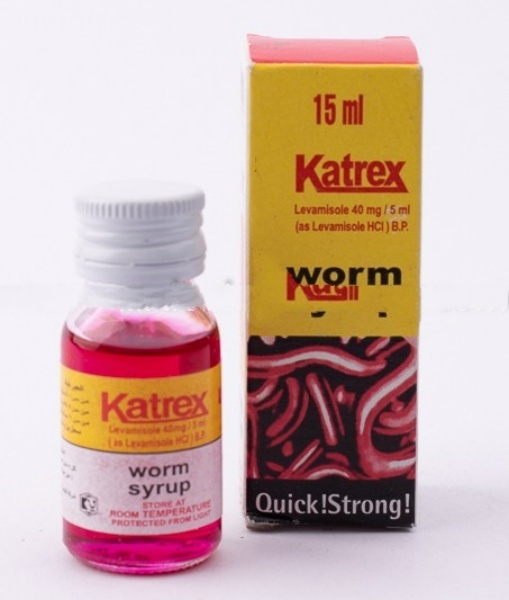 15 ml
Katrex
Levamisole 40 mg / 5 ml
(as Levamisole HCl ) B.P.
worm
Quick!Strong!
Katrex
Levamisole 40mg / 5 ml
( as Levamisole HCl ) B.P.
worm
syrup
STORE AT
ROOM TEMPERATURE
PROTECTED FROM LIGHT